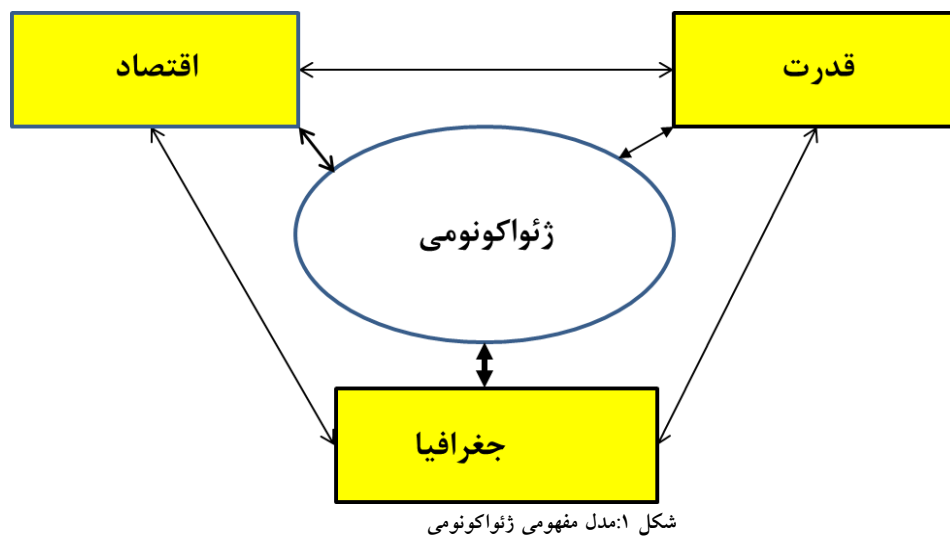 قدرت
اقتصاد
ژئواکونومی
جغرافیا
شکل ۱:مدل مفهومی ژئواکونومی